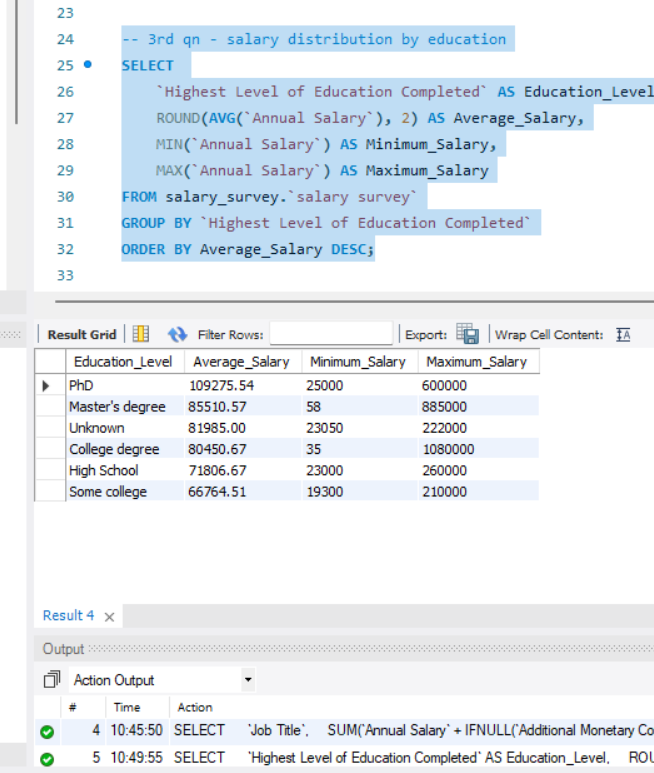 23
24 -- 3rd qn - salary distribution by education
25 SELECT
26 `Highest Level of Education Completed` AS Education_Level
27 ROUND(AVG(`Annual Salary`), 2) AS Average_Salary,
28 MIN(`Annual Salary`) AS Minimum_Salary,
29 MAX(`Annual Salary`) AS Maximum_Salary
30 FROM salary_survey.`salary survey`
31 GROUP BY `Highest Level of Education Completed`
32 ORDER BY Average_Salary DESC;
33
Result Grid Filter Rows: Export: Wrap Cell Content: IA
Education_Level Average_Salary Minimum_Salary Maximum_Salary
PhD 109275.54 25000 600000
Master's degree 85510.57 58 885000
Unknown 81985.00 23050 222000
College degree 80450.67 35 1080000
High School 71806.67 23000 260000
Some college 66764.51 19300 210000
Result 4 ×
Output
Action Output
# Time Action
4 10:45:50 SELECT `Job Title`, SUM(`Annual Salary` + IFNULL(`Additional Monetary Co
5 10:49:55 SELECT `Highest Level of Education Completed` AS Education_Level, ROU